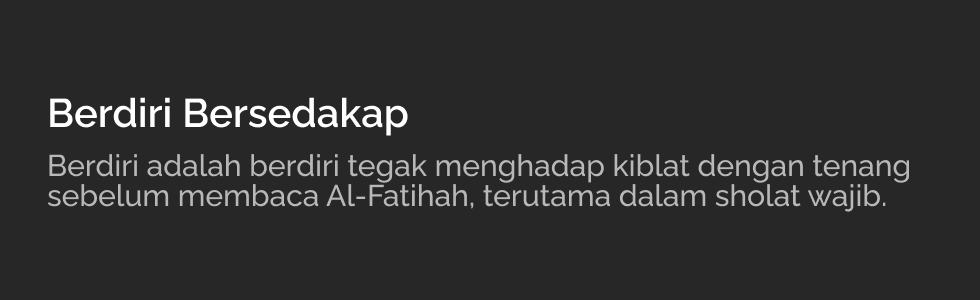 Berdiri Bersedakap
Berdiri adalah berdiri tegak menghadap kiblat dengan tenang
sebelum membaca Al-Fatihah, terutama dalam sholat wajib.